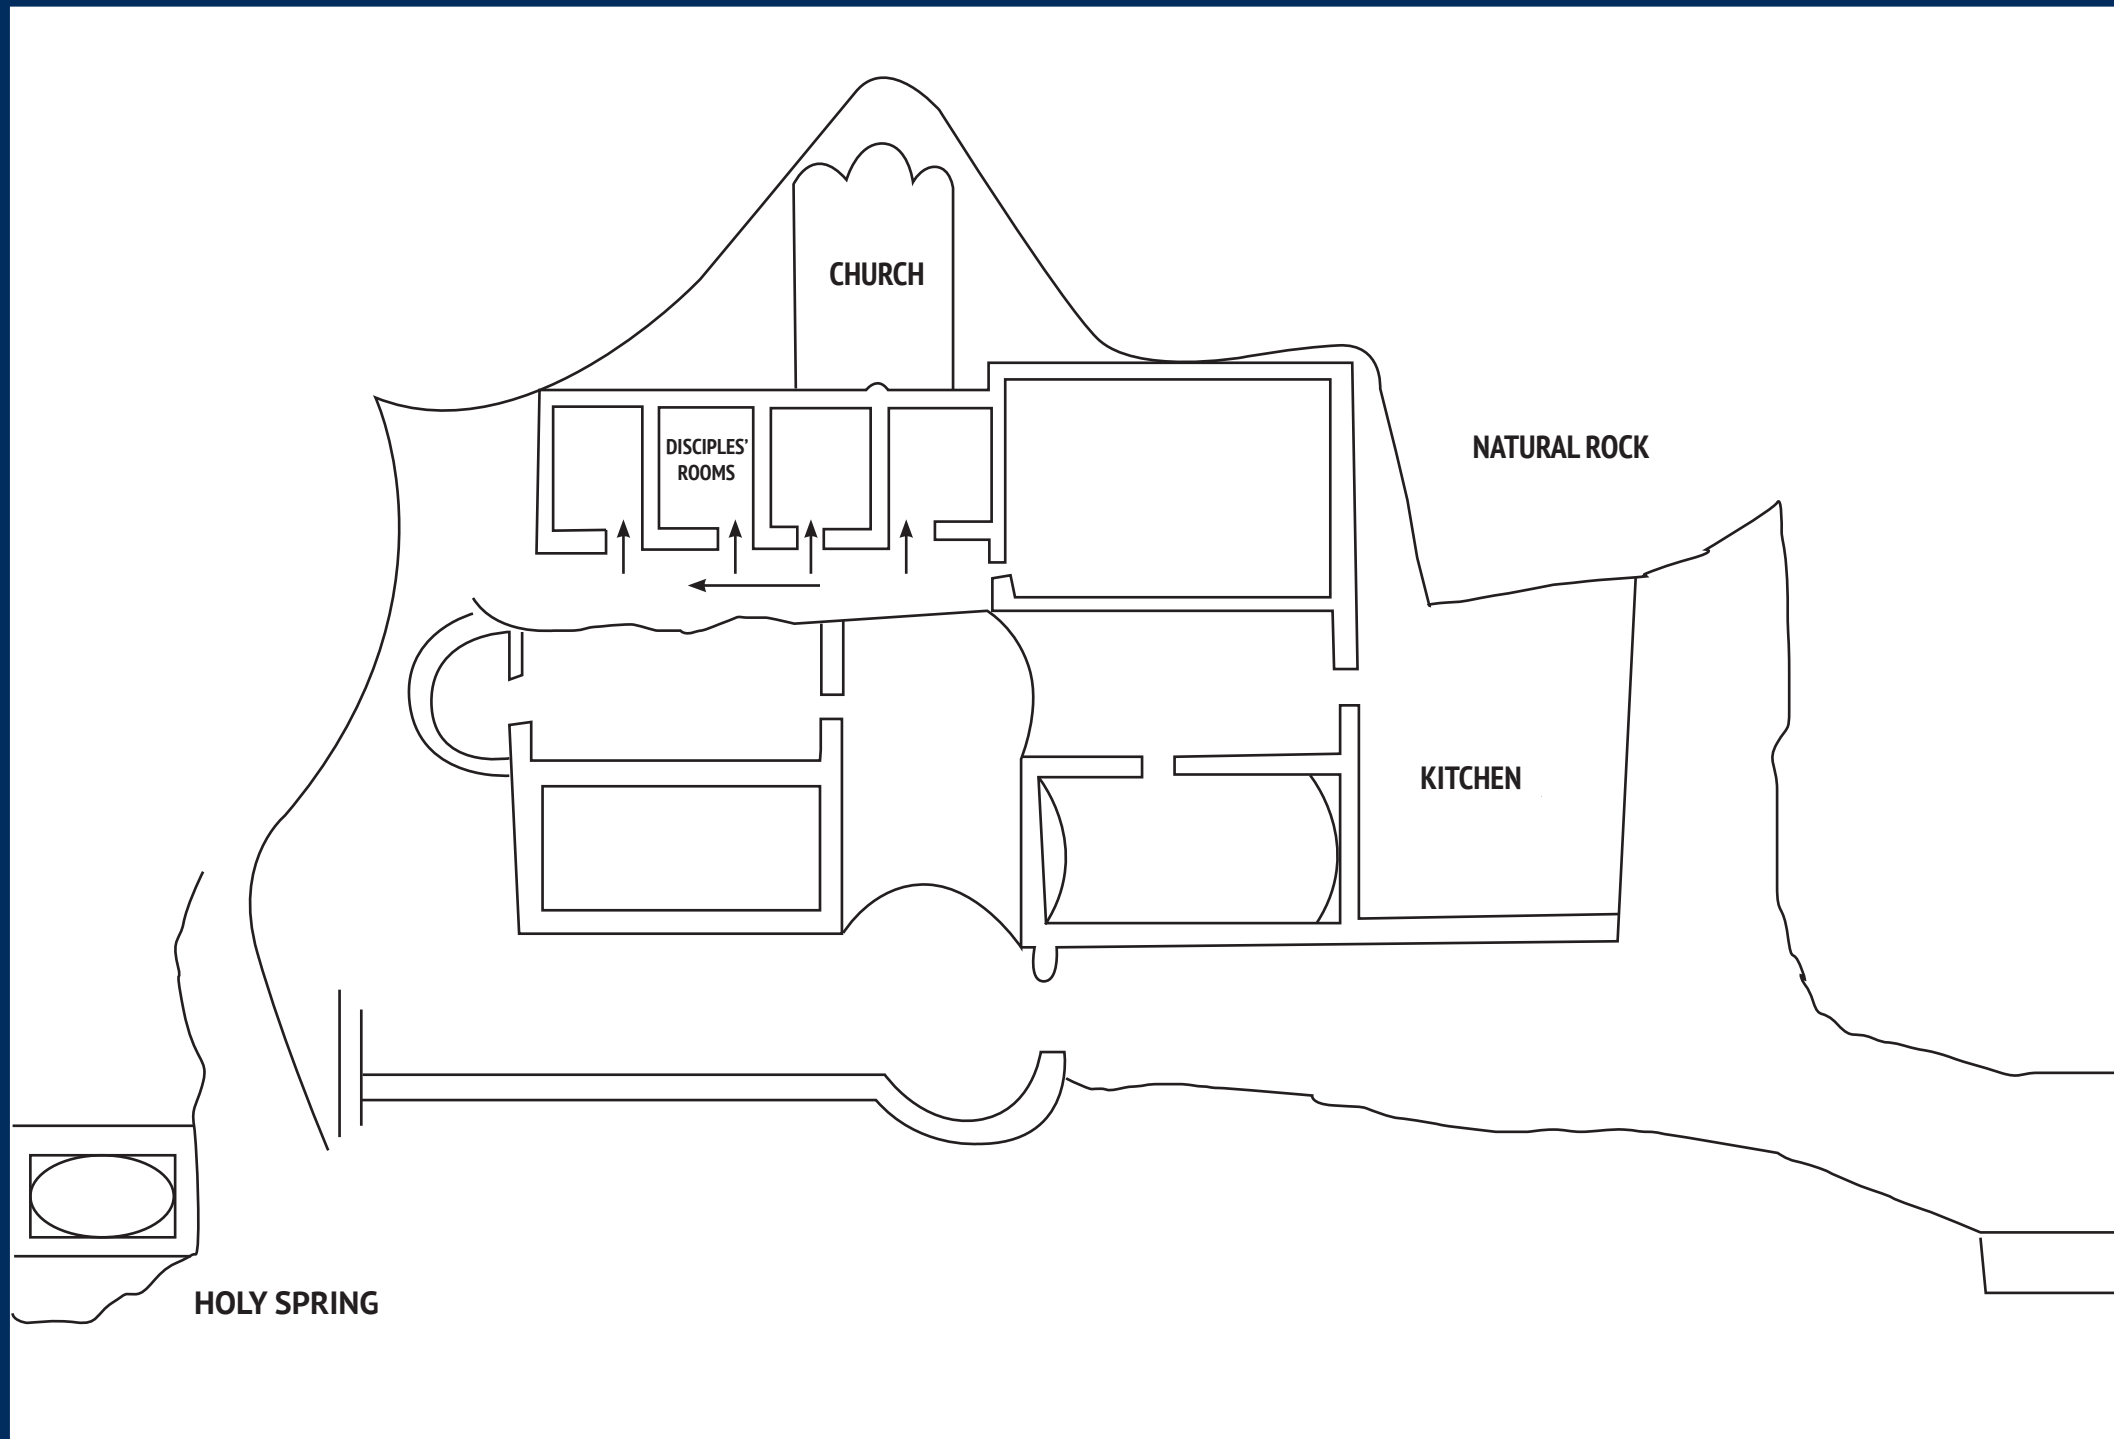 CHURCH
NATURAL ROCK
DISCIPLES'
ROOMS
KITCHEN
HOLY SPRING